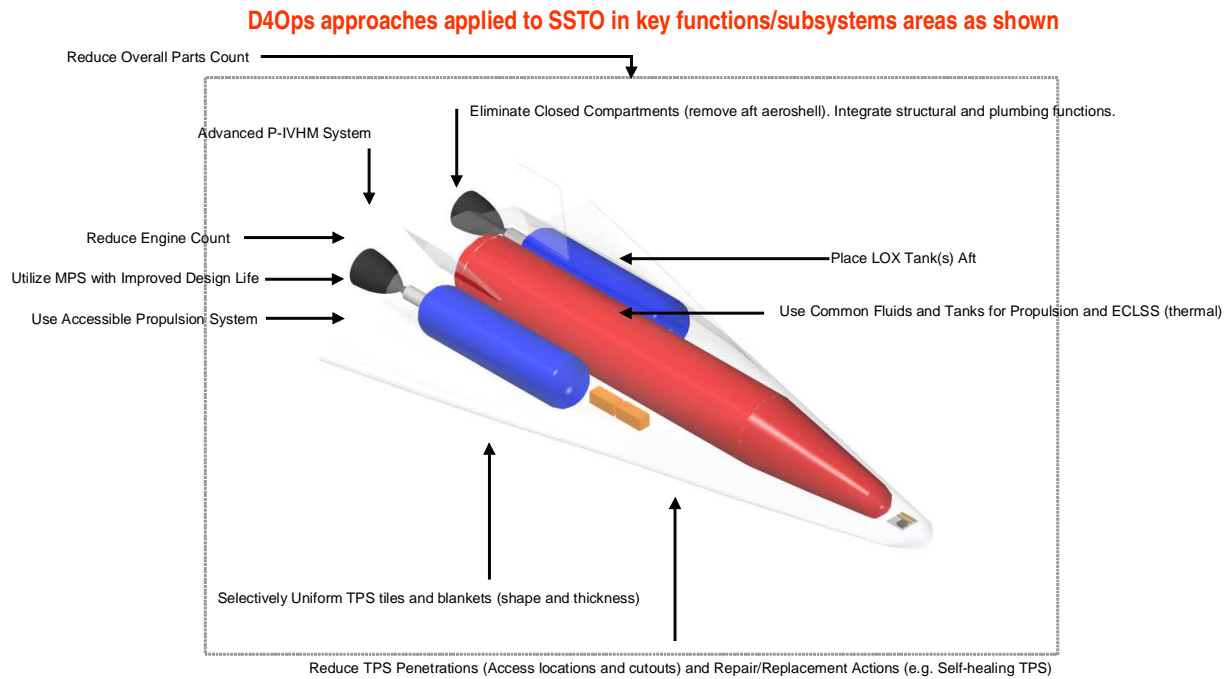 D4Ops approaches applied to SSTO in key functions/subsystems areas as shown
Reduce Overall Parts Count
Eliminate Closed Compartments (remove aft aeroshell). Integrate structural and plumbing functions.
Advanced P-IVHM System
Reduce Engine Count
Place LOX Tank(s) Aft
Utilize MPS with Improved Design Life
Use Accessible Propulsion System
Use Common Fluids and Tanks for Propulsion and ECLSS (thermal)
Selectively Uniform TPS tiles and blankets (shape and thickness)
Reduce TPS Penetrations (Access locations and cutouts) and Repair/Replacement Actions (e.g. Self-healing TPS)